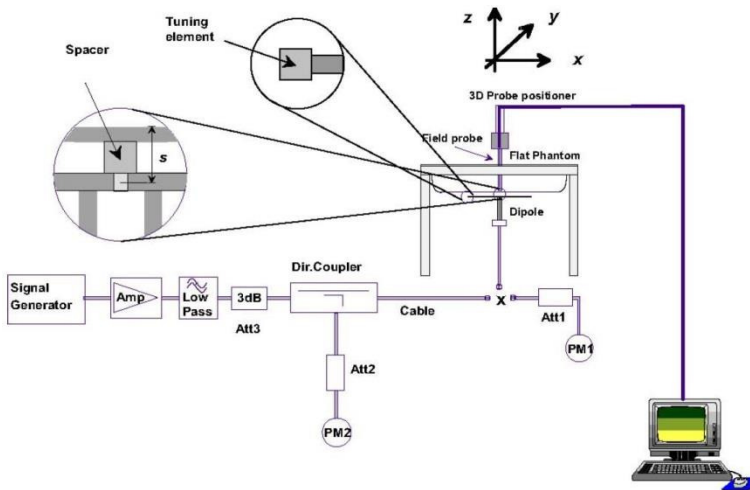 Tuning
element
Spacer
s
z
y
x
3D Probe positioner
Field probe
Flat Phantom
Dipole
Signal
Generator
Amp
Low
Pass
3dB
Att3
Dir.Coupler
Cable
x
Att1
PM1
Att2
PM2